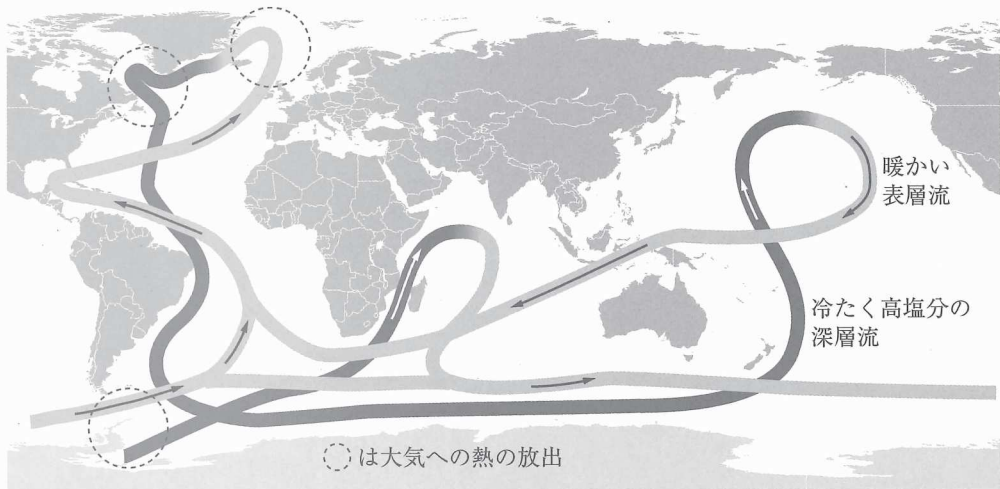 暖かい
表層流
冷たく高塩分の
深層流
は大気への熱の放出